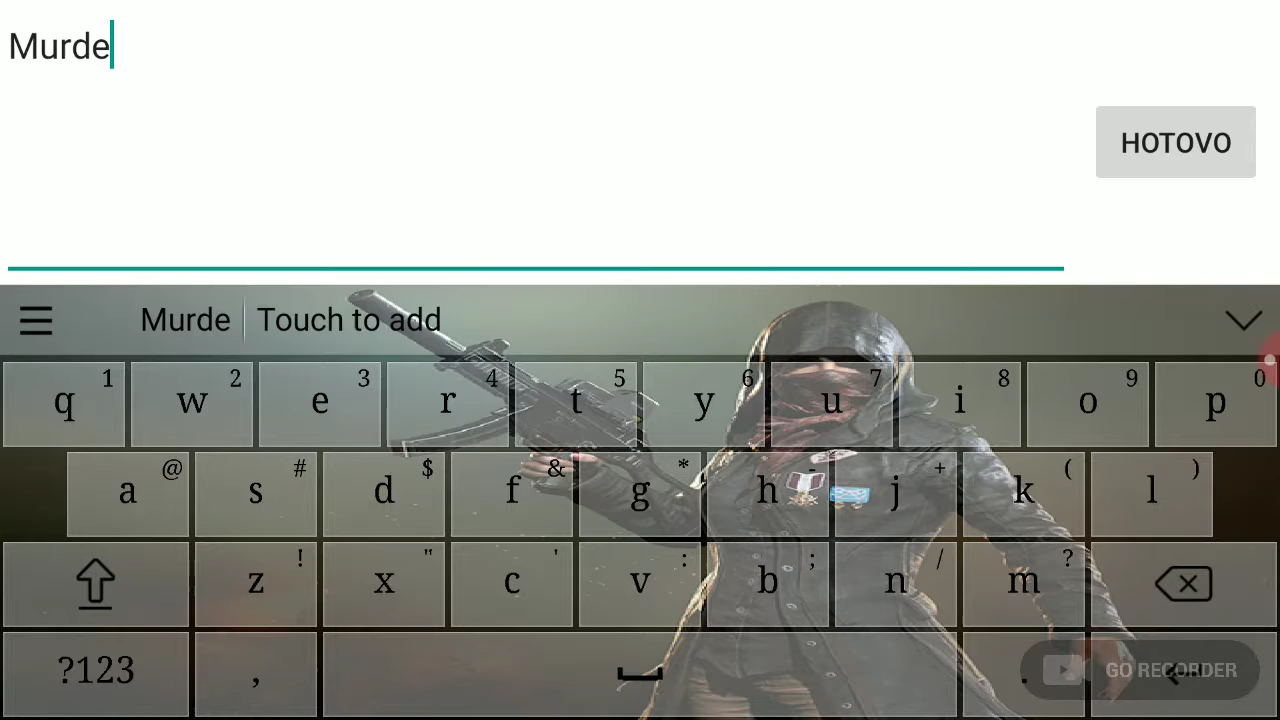 Murde
HOTOVO
Murde Touch to add
q 1 w 2 e 3 r 4 t 5 y 6 u 7 i 8 o 9 p 0
a @ s # d $ f & g * h - j + k ( l )
z ! x " c ' v : b ; n / m ?
?123 , . GO RECORDER